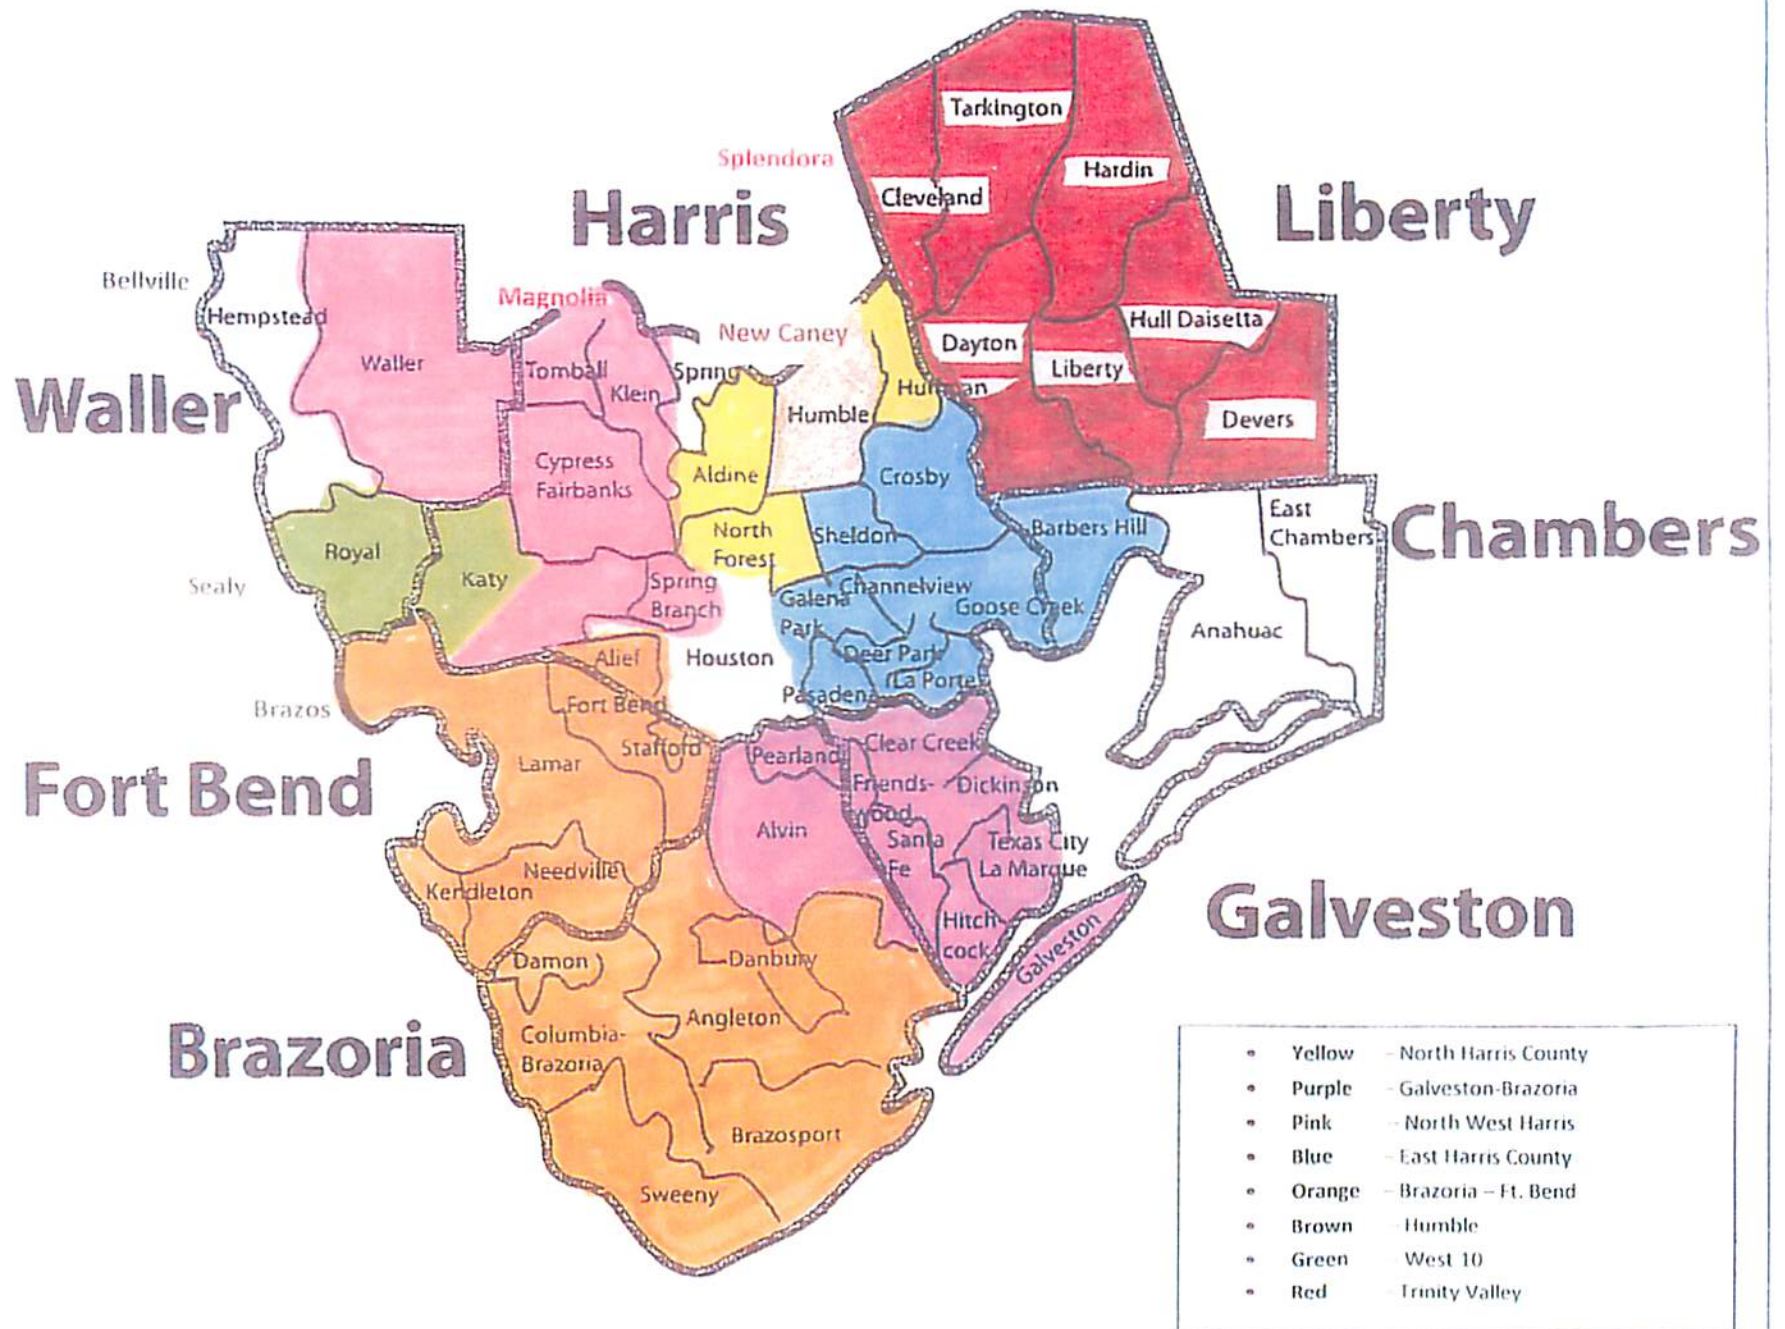 Tarkington
Splendora
Hardin
Cleveland
Harris
Liberty
Bellville
Magnolia
Hempstead
New Caney
Hull Daisetta
Dayton
Waller
Tomball
Spring
Liberty
Klein
Huffman
Waller
Humble
Devers
Cypress
Fairbanks
Aldine
Crosby
East
Chambers
Chambers
North
Forest
Sheldon
Barbers Hill
Royal
Katy
Sealy
Spring
Branch
Channelview
Galena
Park
Goose Creek
Anahuac
Alief
Houston
Deer Park
La Porte
Pasadena
Brazos
Fort Bend
Stafford
Clear Creek
Pearland
Lamar
Fort Bend
Friends-
wood
Dickinson
Alvin
Santa
Fe
Texas City
La Marque
Needville
Kendleton
Galveston
Hitch-
cock
Galveston
Damon
Danbury
Angleton
Columbia-
Brazoria
Brazoria
Brazosport
Sweeny
• Yellow - North Harris County
• Purple - Galveston-Brazoria
• Pink - North West Harris
• Blue - East Harris County
• Orange - Brazoria – Ft. Bend
• Brown Humble
• Green West 10
• Red - Trinity Valley